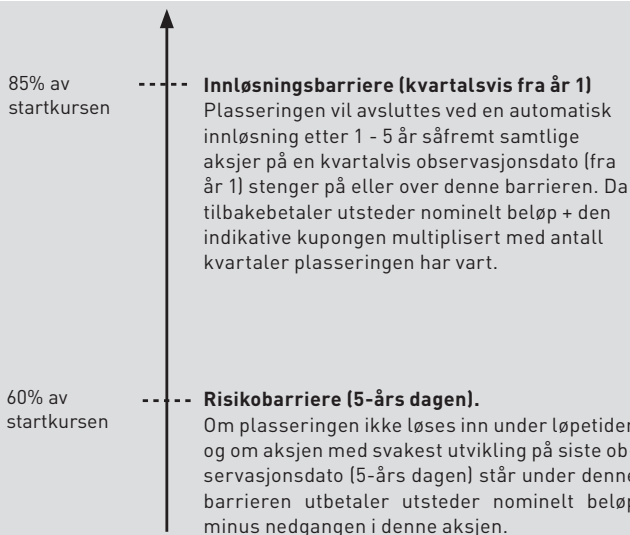 85% av
startkursen
Innløsningsbarriere (kvartalsvis fra år 1)
Plasseringen vil avsluttes ved en automatisk
innløsning etter 1 - 5 år såfremt samtlige
aksjer på en kvartalvis observasjonsdato (fra
år 1) stenger på eller over denne barrieren. Da
tilbakebetaler utsteder nominelt beløp + den
indikative kupongen multiplisert med antall
kvartaler plasseringen har vart.
60% av
startkursen
Risikobarriere (5-års dagen).
Om plasseringen ikke løses inn under løpetiden
og om aksjen med svakest utvikling på siste ob
servasjonsdato (5-års dagen) står under denne
barrieren utbetaler utsteder nominelt beløp
minus nedgangen i denne aksjen.